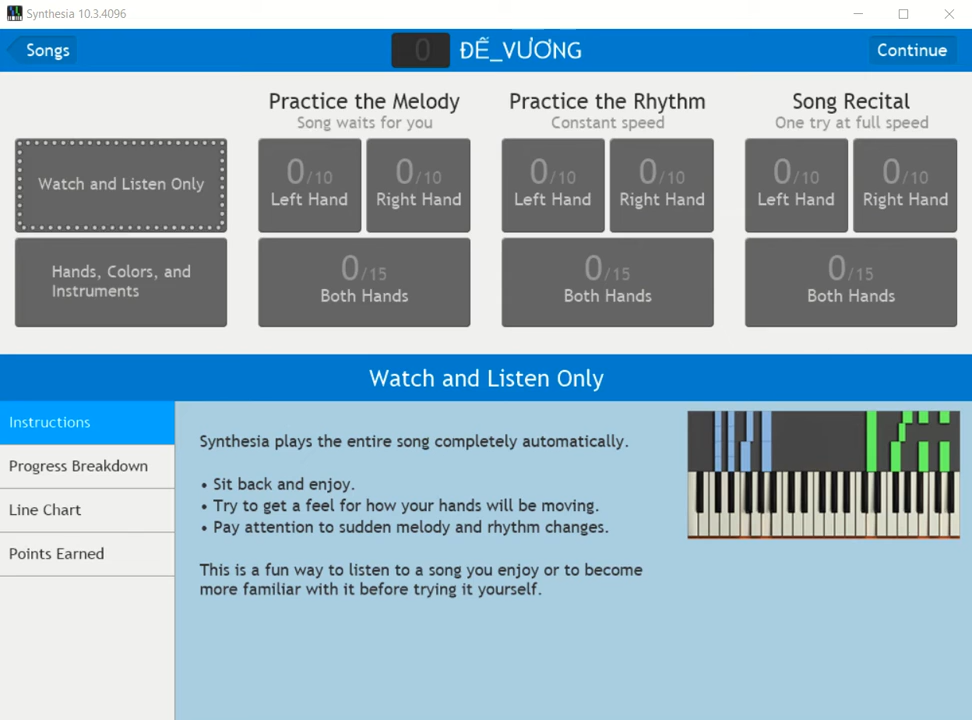 Synthesia 10.3.4096
Songs
0 ĐẾ_VƯƠNG
Continue
Practice the Melody
Song waits for you
Practice the Rhythm
Constant speed
Song Recital
One try at full speed
Watch and Listen Only
0/10
Left Hand
0/10
Right Hand
0/10
Left Hand
0/10
Right Hand
0/10
Left Hand
0/10
Right Hand
Hands, Colors, and
Instruments
0/15
Both Hands
0/15
Both Hands
0/15
Both Hands
Watch and Listen Only
Instructions
Progress Breakdown
Line Chart
Points Earned
Synthesia plays the entire song completely automatically.
• Sit back and enjoy.
• Try to get a feel for how your hands will be moving.
• Pay attention to sudden melody and rhythm changes.
This is a fun way to listen to a song you enjoy or to become
more familiar with it before trying it yourself.